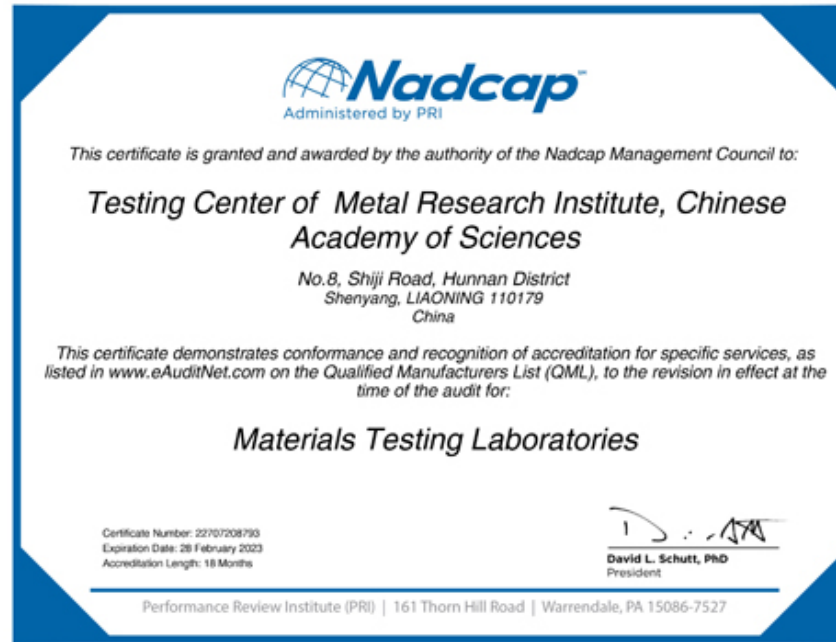 Nadcap
Administered by PRI
This certificate is granted and awarded by the authority of the Nadcap Management Council to:
Testing Center of Metal Research Institute, Chinese
Academy of Sciences
No.8, Shiji Road, Hunnan District
Shenyang, LIAONING 110179
China
This certificate demonstrates conformance and recognition of accreditation for specific services, as
listed in www.eAuditNet.com on the Qualified Manufacturers List (QML), to the revision in effect at the
time of the audit for:
Materials Testing Laboratories
Certificate Number: 22707208793
Expiration Date: 28 February 2023
Accreditation Length: 18 Months
David L. Schutt, PhD
President
Performance Review Institute (PRI) | 161 Thorn Hill Road | Warrendale, PA 15086-7527